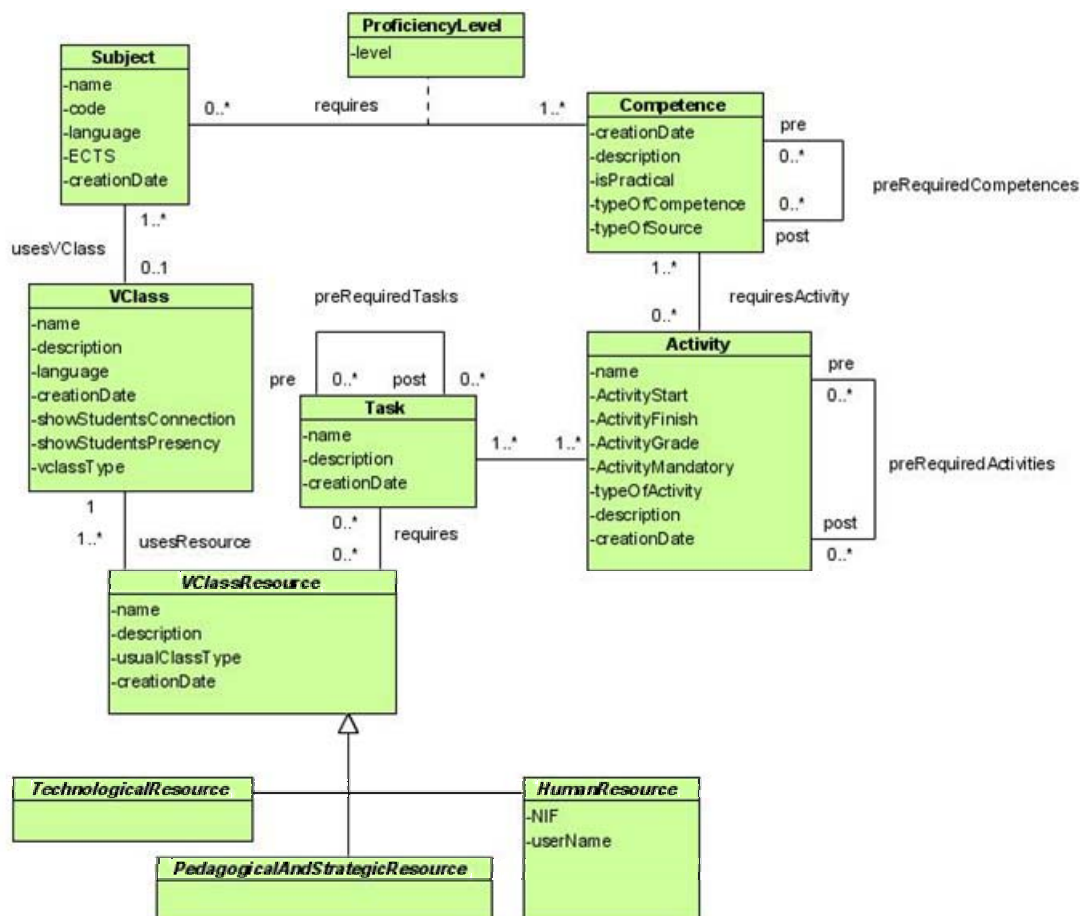 ProficiencyLevel
-level
Subject
-name
-code
-language
-ECTS
-creationDate
0..*
requires
1..*
Competence
-creationDate
-description
-isPractical
-typeOfCompetence
-typeOfSource
pre
0..*
preRequiredCompetences
0..*
post
1..*
usesVClass
0..1
1..*
requiresActivity
0..*
VClass
-name
-description
-language
-creationDate
-showStudentsConnection
-showStudentsPresency
-vclassType
preRequiredTasks
pre
0..*
post
0..*
Task
-name
-description
-creationDate
1..*
1..*
Activity
-name
-ActivityStart
-ActivityFinish
-ActivityGrade
-ActivityMandatory
-typeOfActivity
-description
-creationDate
pre
0..*
preRequiredActivities
post
0..*
1
1..*
usesResource
0..*
0..*
requires
VClassResource
-name
-description
-usualClassType
-creationDate
TechnologicalResource
HumanResource
-NIF
-userName
PedagogicalAndStrategicResource